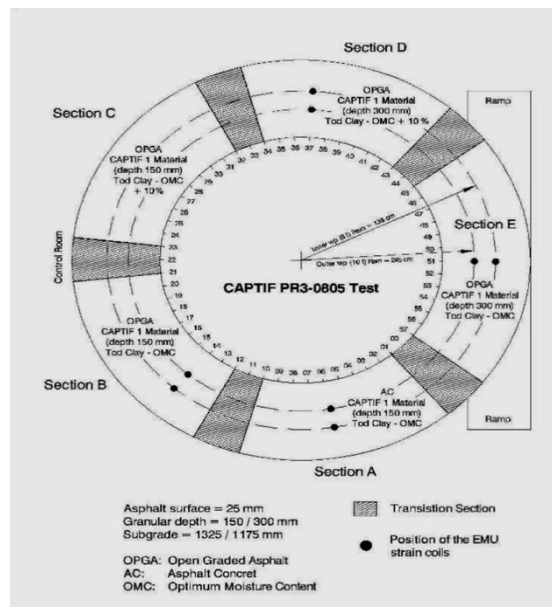 Section D
OPGA
CAPTIF 1 Material
(depth 300 mm)
Tod Clay - OMC + 10%
Ramp
Section C
OPGA
CAPTIF 1 Material
(depth 150 mm)
Tod Clay - OMC
+ 10%
Control Room
Section E
OPGA
CAPTIF 1 Material
(depth 300 mm)
Tod Clay - OMC
CAPTIF PR3-0805 Test
OPGA
CAPTIF 1 Material
(depth 150 mm)
Tod Clay - OMC
Section B
AC
CAPTIF 1 Material
(depth 150 mm)
Tod Clay - OMC
Ramp
Section A
Asphalt surface = 25 mm
Granular depth = 150 / 300 mm
Subgrade = 1325 / 1175 mm
OPGA: Open Graded Asphalt
AC: Asphalt Concret
OMC: Optimum Moisture Content
Transistion Section
Position of the EMU
strain coils